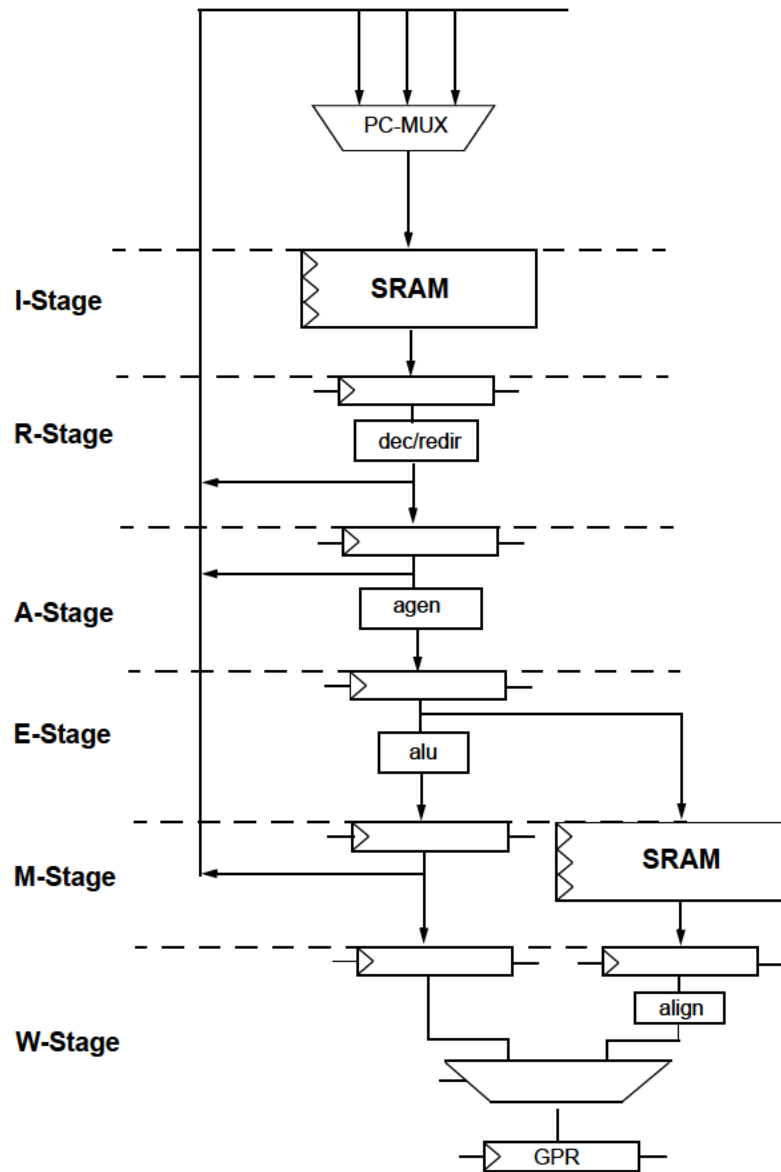 PC-MUX
I-Stage
SRAM
R-Stage
dec/redir
A-Stage
agen
E-Stage
alu
M-Stage
SRAM
W-Stage
align
GPR